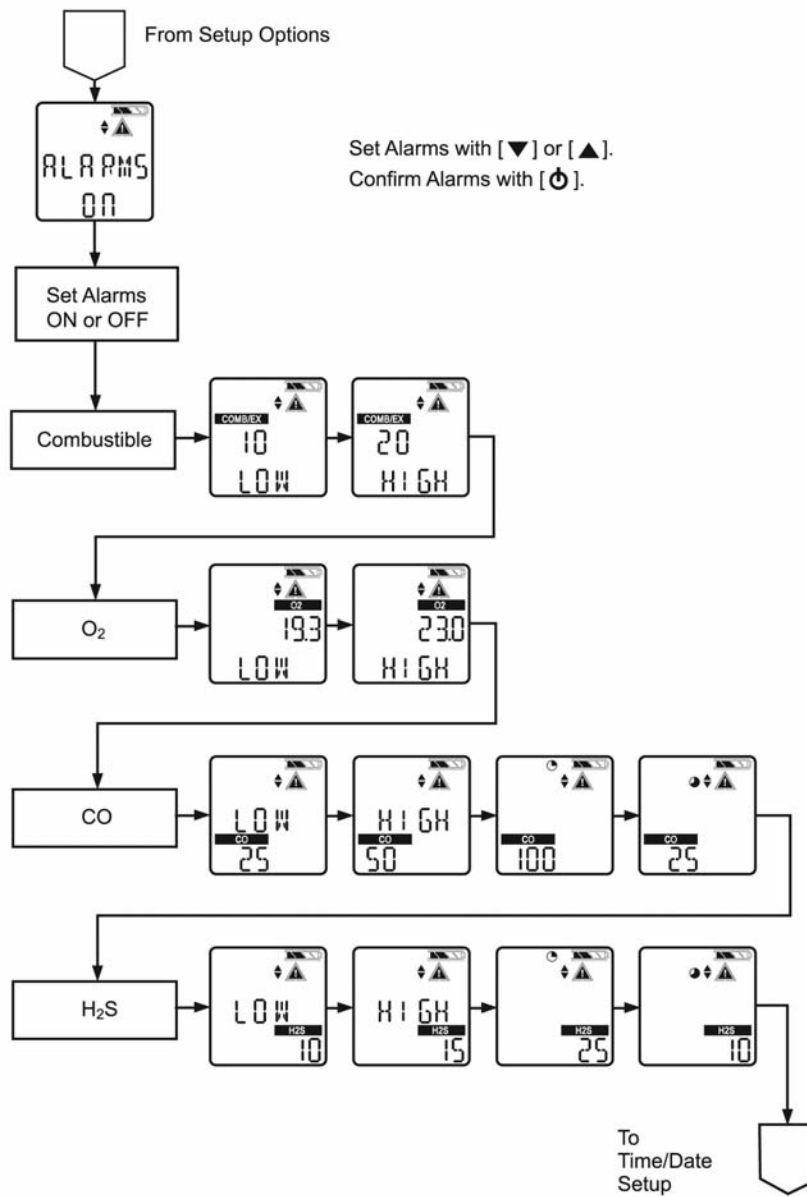 From Setup Options
Set Alarms with [▼] or [▲].
Confirm Alarms with [⏻].
ALARMS
ON
Set Alarms
ON or OFF
Combustible
COMB/EX
10
LOW
COMB/EX
20
HIGH
O₂
O2
19.3
LOW
O2
23.0
HIGH
CO
LOW
CO
25
HIGH
CO
50
CO
100
CO
25
H₂S
LOW
H2S
10
HIGH
H2S
15
H2S
25
H2S
10
To
Time/Date
Setup